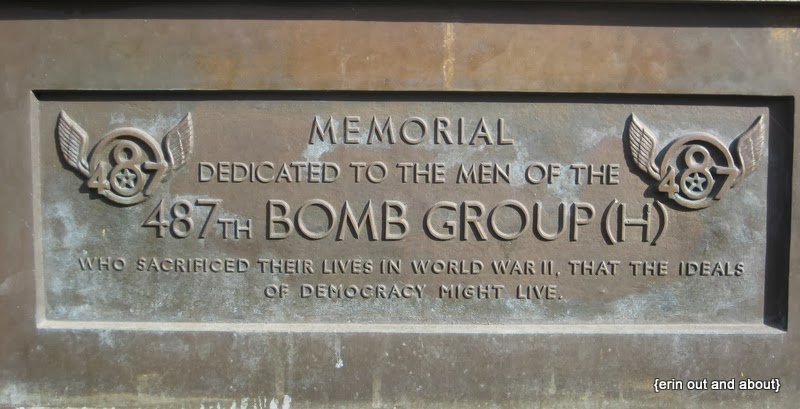 MEMORIAL
487 487
DEDICATED TO THE MEN OF THE
487TH BOMB GROUP (H)
WHO SACRIFICED THEIR LIVES IN WORLD WAR II, THAT THE IDEALS
OF DEMOCRACY MIGHT LIVE.
{erin out and about}